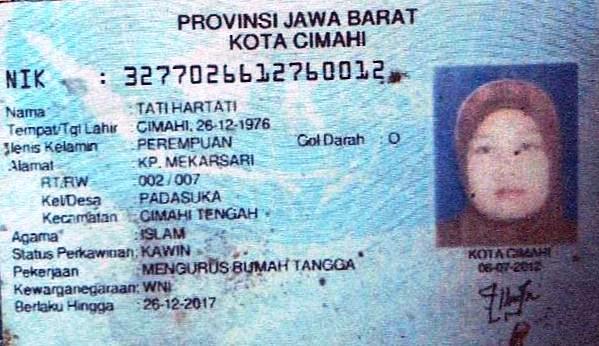 PROVINSI JAWA BARAT
KOTA CIMAHI
NIK : 3277026612760012
Nama : TATI HARTATI
Tempat/Tgl Lahir : CIMAHI, 26-12-1976
Jenis Kelamin : PEREMPUAN Gol Darah : O
Alamat : KP. MEKARSARI
RT/RW : 002 / 007
Kel/Desa : PADASUKA
Kecamatan : CIMAHI TENGAH
Agama : ISLAM
Status Perkawinan: KAWIN
Pekerjaan : MENGURUS RUMAH TANGGA
Kewarganegaraan: WNI
Berlaku Hingga : 26-12-2017
KOTA CIMAHI
06-07-2012